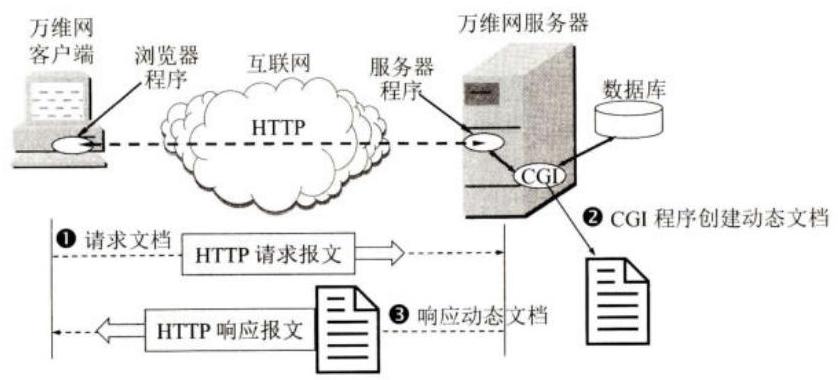 万维网
客户端
浏览器
程序
互联网
HTTP
服务器
程序
万维网服务器
数据库
CGI
❷ CGI 程序创建动态文档
❶ 请求文档
HTTP 请求报文
HTTP 响应报文
❸ 响应动态文档